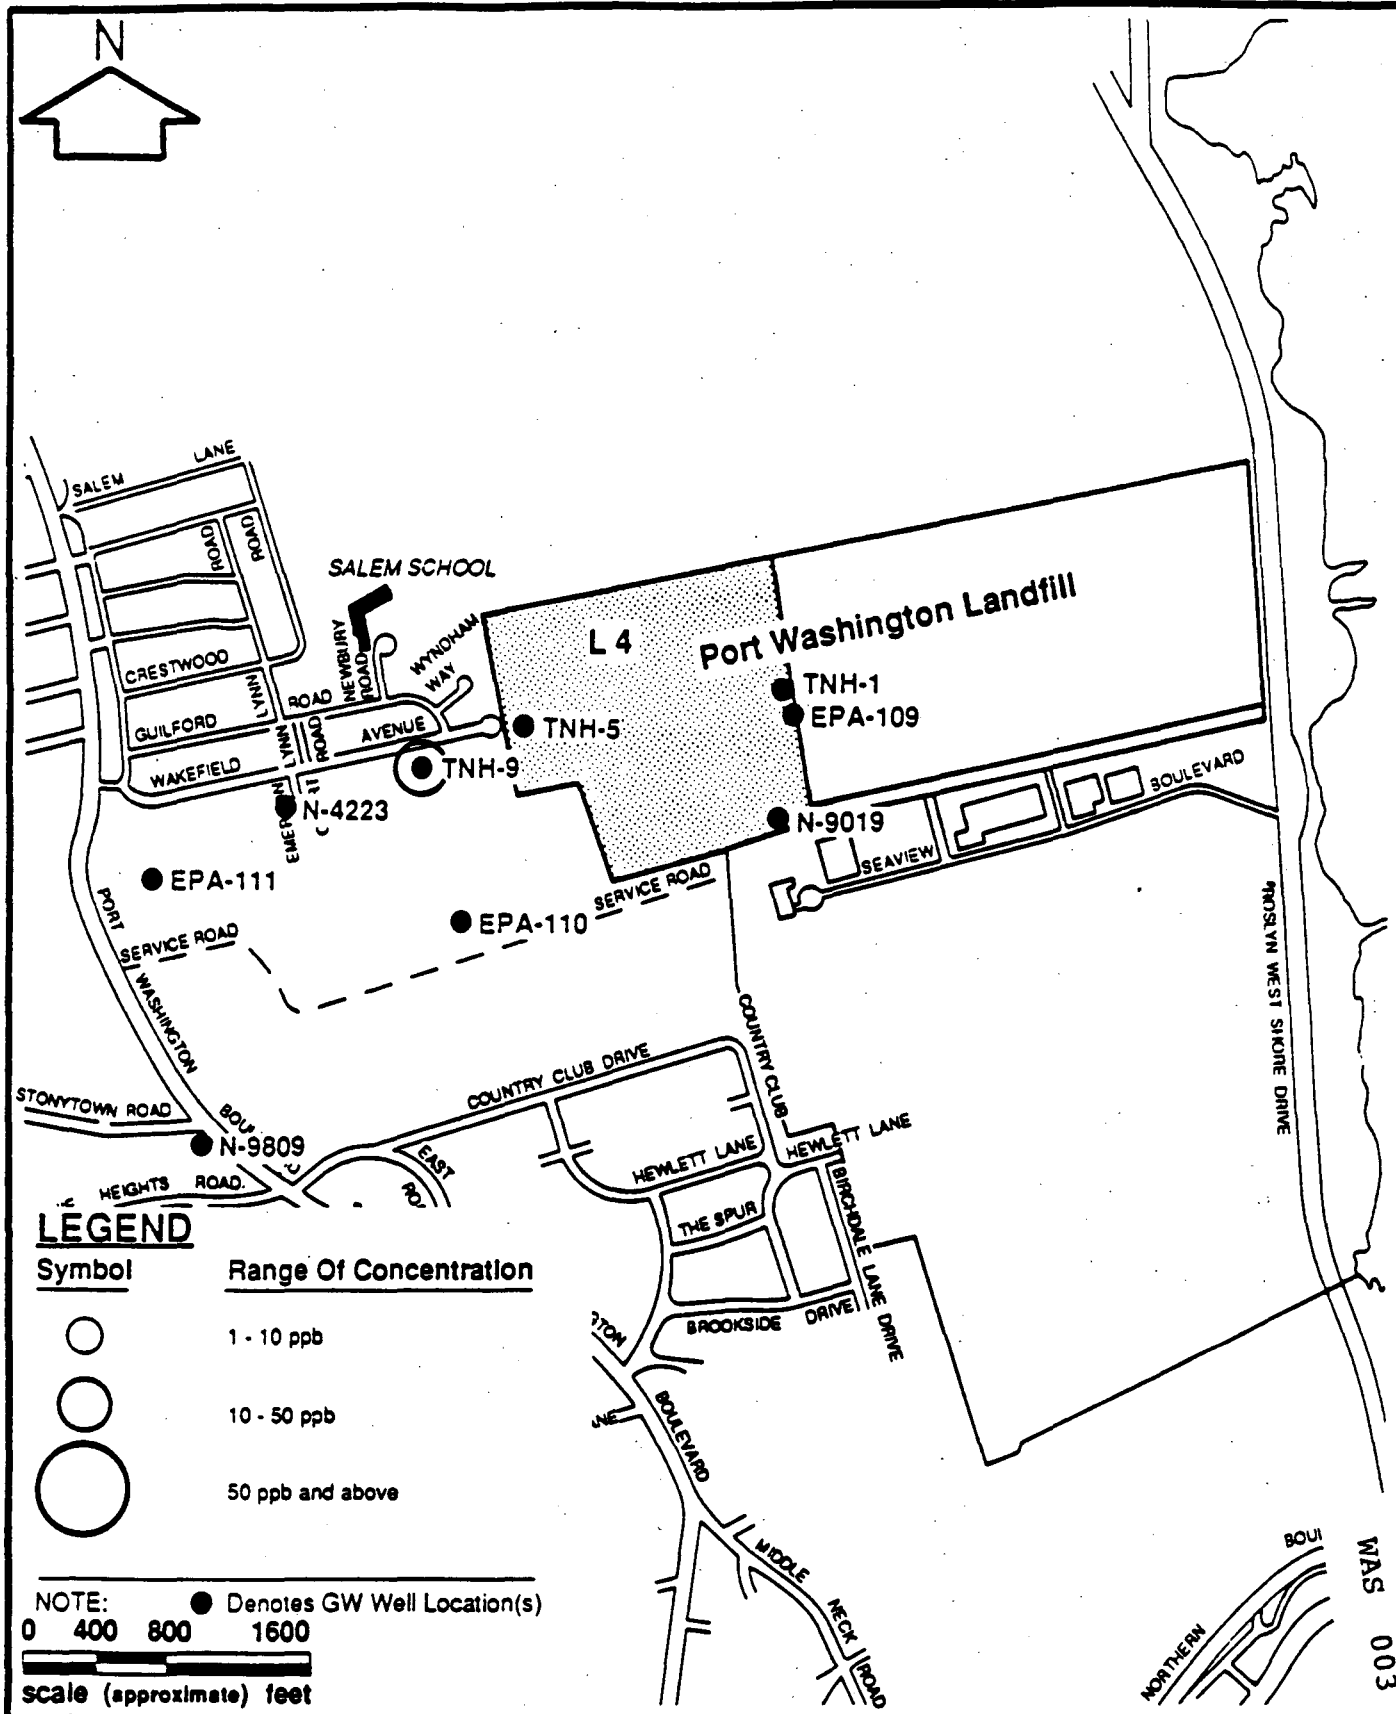 N
SALEM LANE
ROAD
ROAD
SALEM SCHOOL
CRESTWOOD
LYNN
ROAD
NEWBURY
ROAD
WYNDHAM
WAY
L 4
Port Washington Landfill
GUILFORD
LYNN
ROAD
AVENUE
WAKEFIELD
TNH-1
EPA-109
TNH-5
TNH-9
N-4223
N-9019
BOULEVARD
SEAVIEW
EPA-111
EPA-110
SERVICE ROAD
SERVICE ROAD
PORT
WASHINGTON
ROSLYN WEST SHORE DRIVE
COUNTRY CLUB
COUNTRY CLUB DRIVE
STONYTOWN ROAD
N-9809
EAST
HEWLETT LANE
HEWLETT LANE
HEIGHTS ROAD
THE SPUR
BIRCHDALE LANE DRIVE
BROOKSIDE DRIVE
BOULEVARD
MIDDLE
NECK
ROAD
NORTHERN
BOUI
LEGEND
Symbol Range Of Concentration
1 - 10 ppb
10 - 50 ppb
50 ppb and above
NOTE: Denotes GW Well Location(s)
0 400 800 1600
scale (approximate) feet
WAS 003